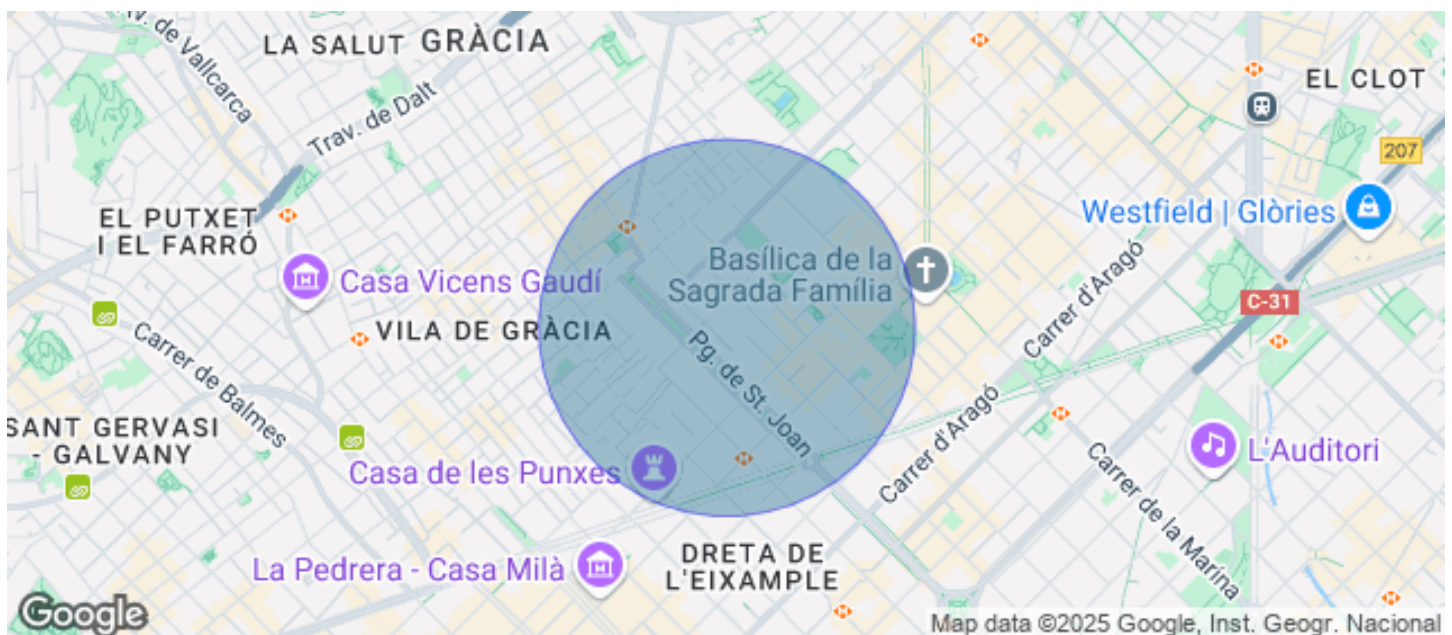 LA SALUT
GRÀCIA
Av. de Vallcarca
Trav. de Dalt
EL CLOT
207
EL PUTXET
I EL FARRÓ
Westfield | Glòries
Basílica de la
Sagrada Família
Casa Vicens Gaudí
C-31
Carrer d'Aragó
VILA DE GRÀCIA
Pg. de St. Joan
Carrer de Balmes
SANT GERVASI
- GALVANY
Carrer d'Aragó
L'Auditori
Casa de les Punxes
Carrer de la Marina
DRETA DE
L'EIXAMPLE
La Pedrera - Casa Milà
Google
Map data ©2025 Google, Inst. Geogr. Nacional